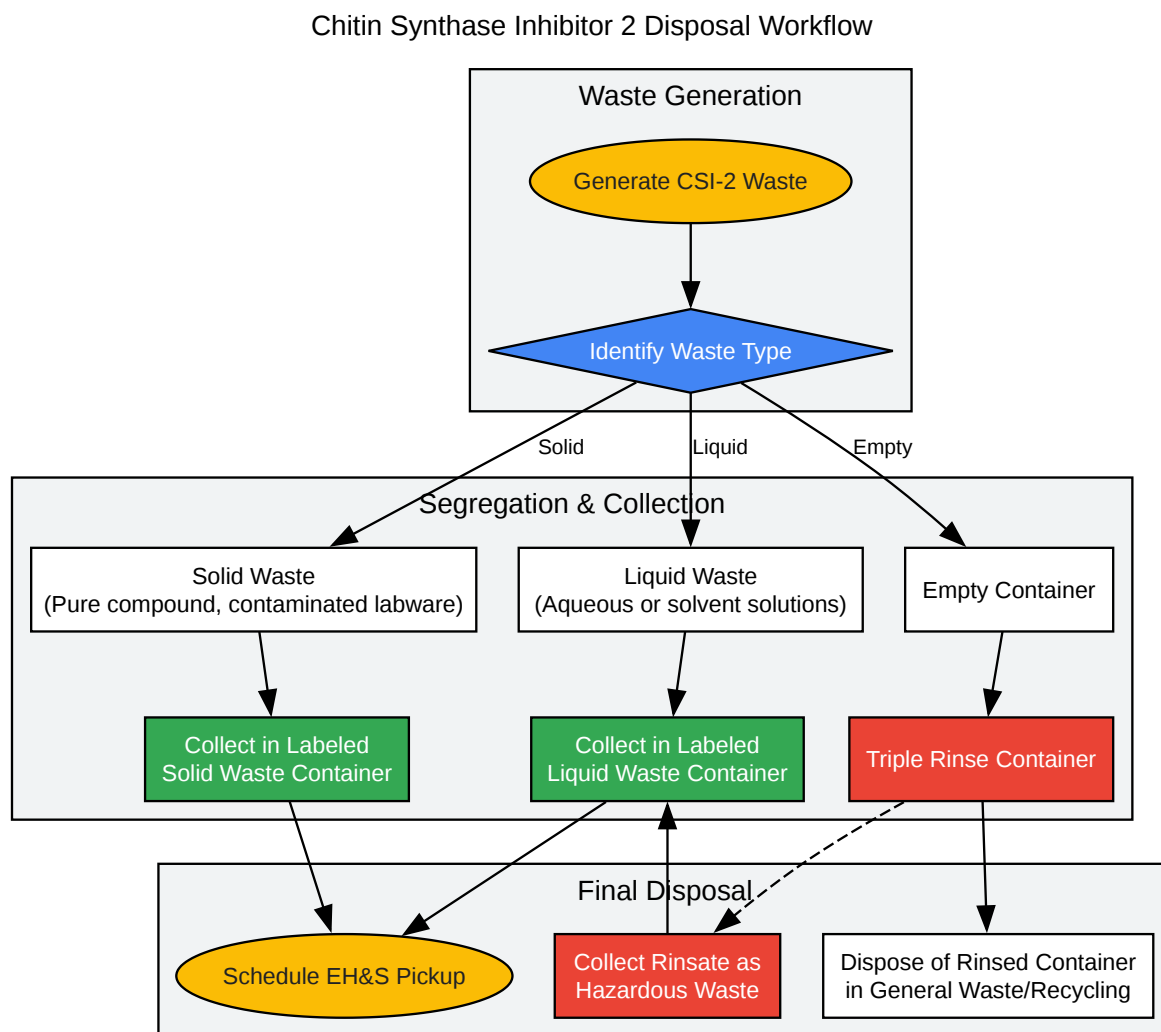 Chitin Synthase Inhibitor 2 Disposal Workflow
Waste Generation
Generate CSI-2 Waste
Identify Waste Type
Solid
Liquid
Empty
Segregation & Collection
Solid Waste
(Pure compound, contaminated labware)
Liquid Waste
(Aqueous or solvent solutions)
Empty Container
Collect in Labeled
Solid Waste Container
Collect in Labeled
Liquid Waste Container
Triple Rinse Container
Final Disposal
Schedule EH&S Pickup
Collect Rinsate as
Hazardous Waste
Dispose of Rinsed Container
in General Waste/Recycling